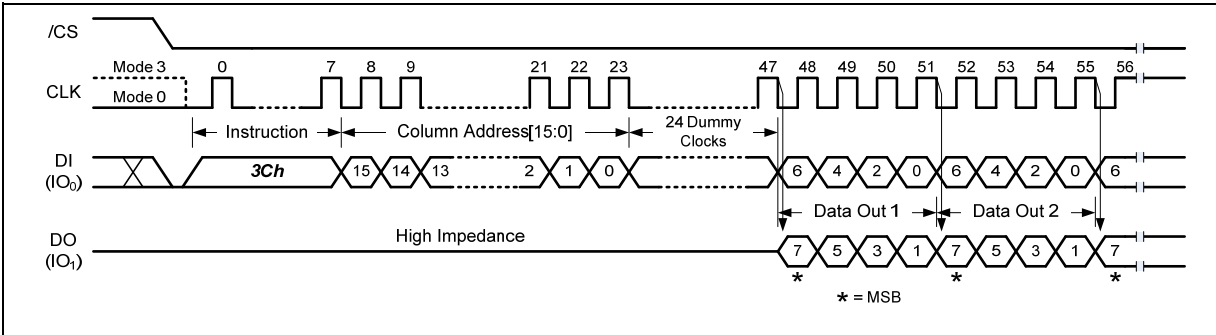 /CS
Mode 3 0 7 8 9 21 22 23 47 48 49 50 51 52 53 54 55 56
CLK
Mode 0
Instruction Column Address[15:0] 24 Dummy
Clocks
DI
(IO0) 3Ch 15 14 13 2 1 0 6 4 2 0 6 4 2 0 6
Data Out 1 Data Out 2
High Impedance
DO
(IO1) 7 5 3 1 7 5 3 1 7
* * *
* = MSB